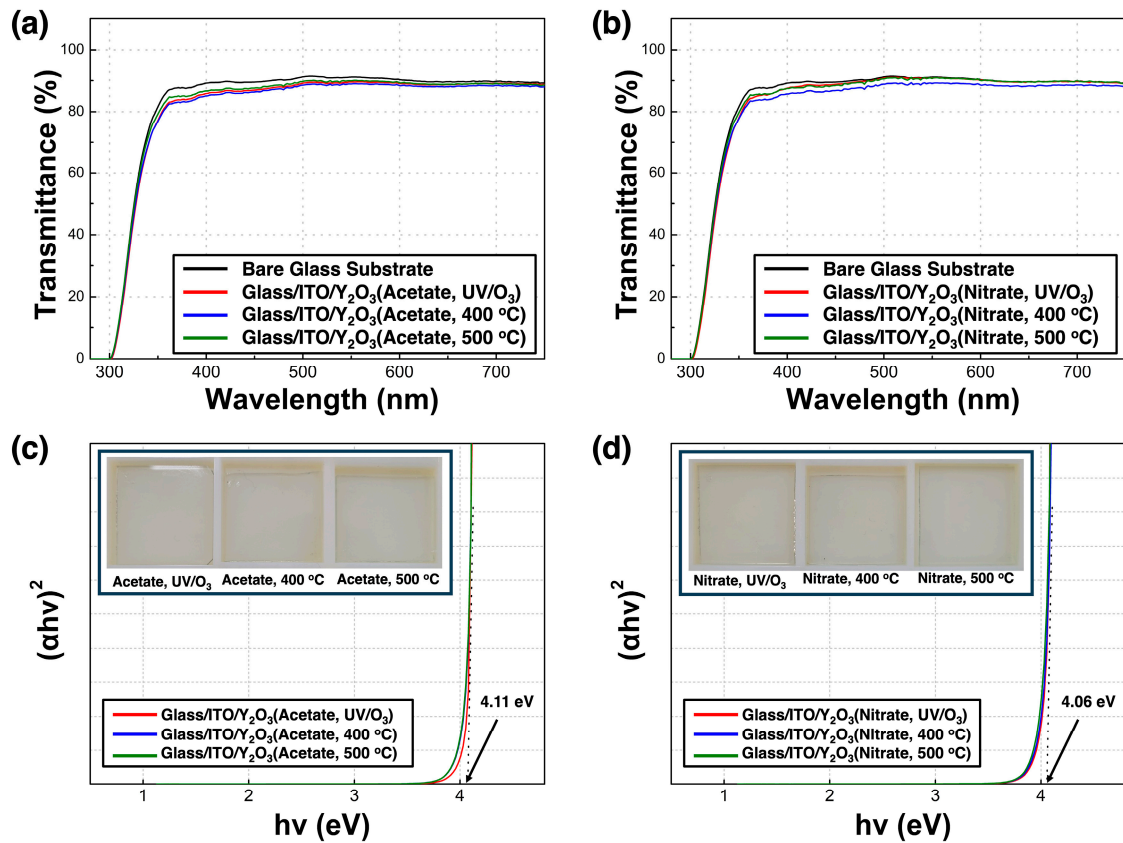 (a)
Transmittance (%)
100
80
60
40
20
0
Bare Glass Substrate
Glass/ITO/Y₂O₃(Acetate, UV/O₃)
Glass/ITO/Y₂O₃(Acetate, 400 ºC)
Glass/ITO/Y₂O₃(Acetate, 500 ºC)
300 400 500 600 700
Wavelength (nm)
(b)
Transmittance (%)
100
80
60
40
20
0
Bare Glass Substrate
Glass/ITO/Y₂O₃(Nitrate, UV/O₃)
Glass/ITO/Y₂O₃(Nitrate, 400 ºC)
Glass/ITO/Y₂O₃(Nitrate, 500 ºC)
300 400 500 600 700
Wavelength (nm)
(c)
(αhν)²
Acetate, UV/O₃ Acetate, 400 ºC Acetate, 500 ºC
4.11 eV
Glass/ITO/Y₂O₃(Acetate, UV/O₃)
Glass/ITO/Y₂O₃(Acetate, 400 ºC)
Glass/ITO/Y₂O₃(Acetate, 500 ºC)
1 2 3 4
hν (eV)
(d)
(αhν)²
Nitrate, UV/O₃ Nitrate, 400 ºC Nitrate, 500 ºC
4.06 eV
Glass/ITO/Y₂O₃(Nitrate, UV/O₃)
Glass/ITO/Y₂O₃(Nitrate, 400 ºC)
Glass/ITO/Y₂O₃(Nitrate, 500 ºC)
1 2 3 4
hν (eV)